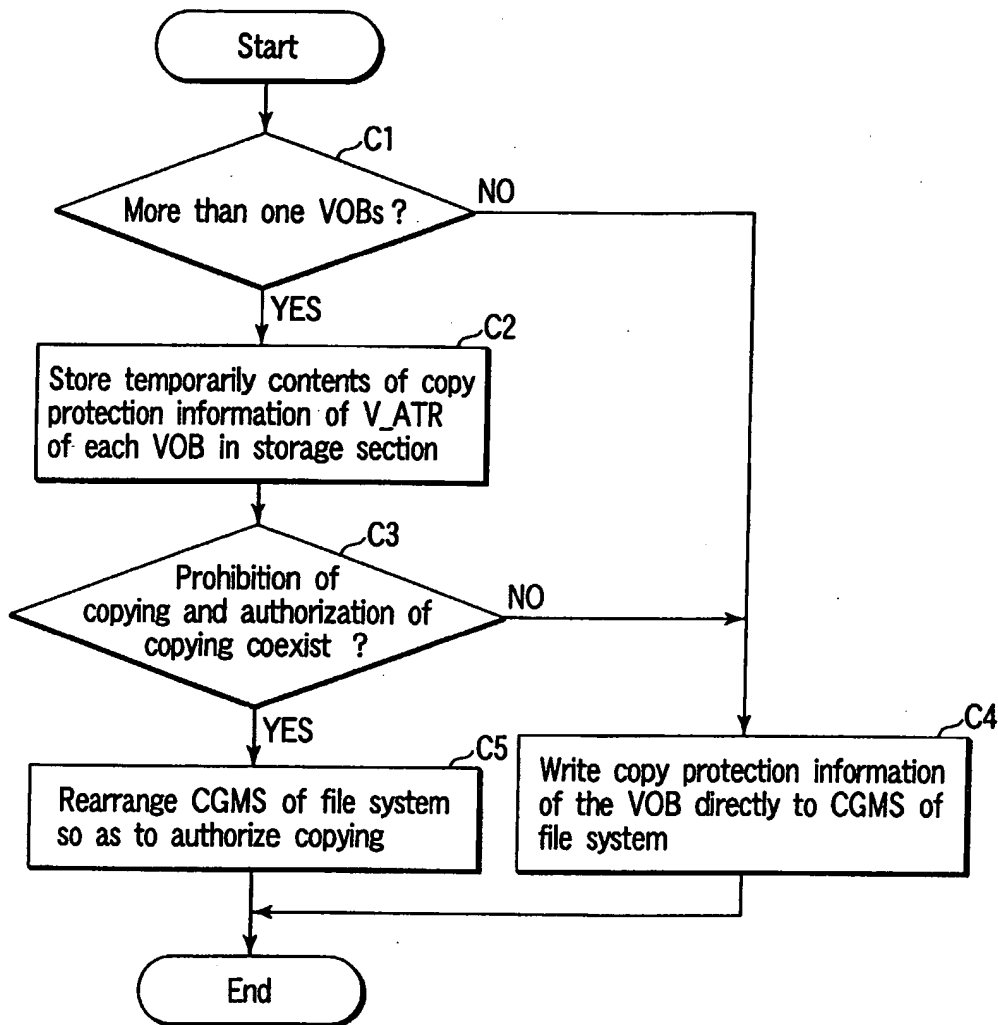 Start
C1
More than one VOBs ?
NO
YES
C2
Store temporarily contents of copy
protection information of V_ATR
of each VOB in storage section
C3
Prohibition of
copying and authorization of
copying coexist ?
NO
YES
C5
Rearrange CGMS of file system
so as to authorize copying
C4
Write copy protection information
of the VOB directly to CGMS of
file system
End